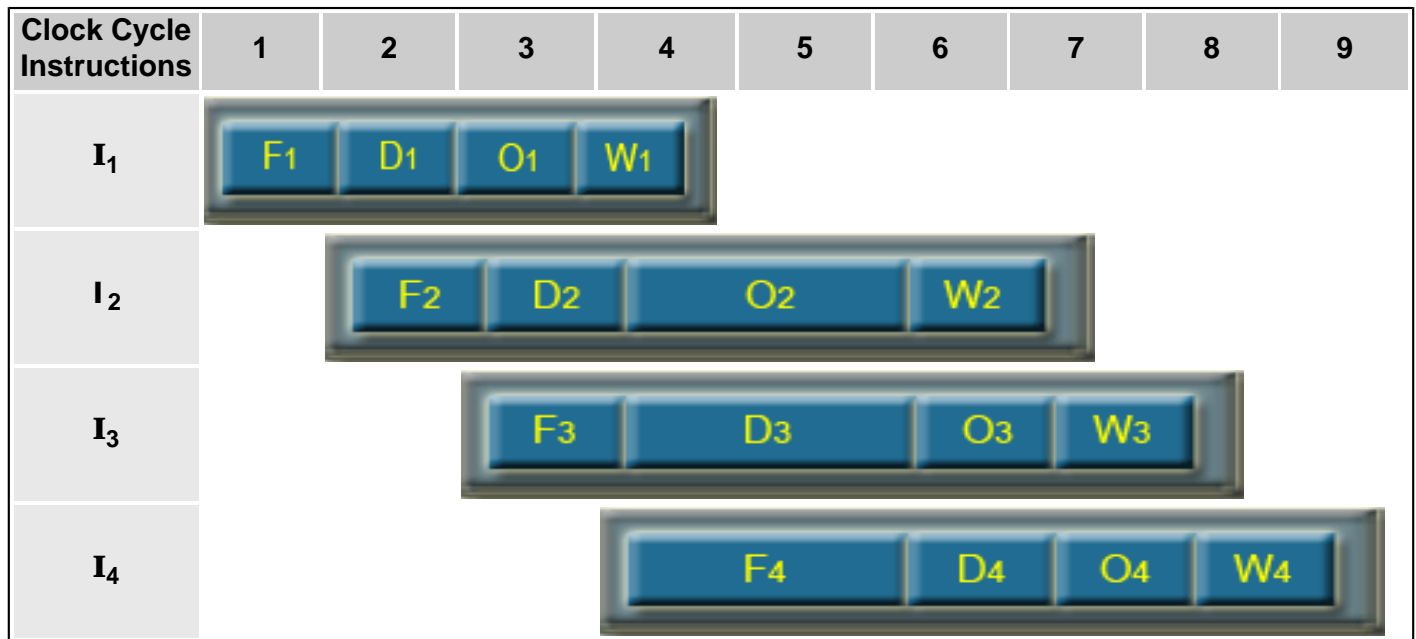 Clock Cycle
Instructions 1 2 3 4 5 6 7 8 9
I1 F1 D1 O1 W1
I2 F2 D2 O2 W2
I3 F3 D3 O3 W3
I4 F4 D4 O4 W4